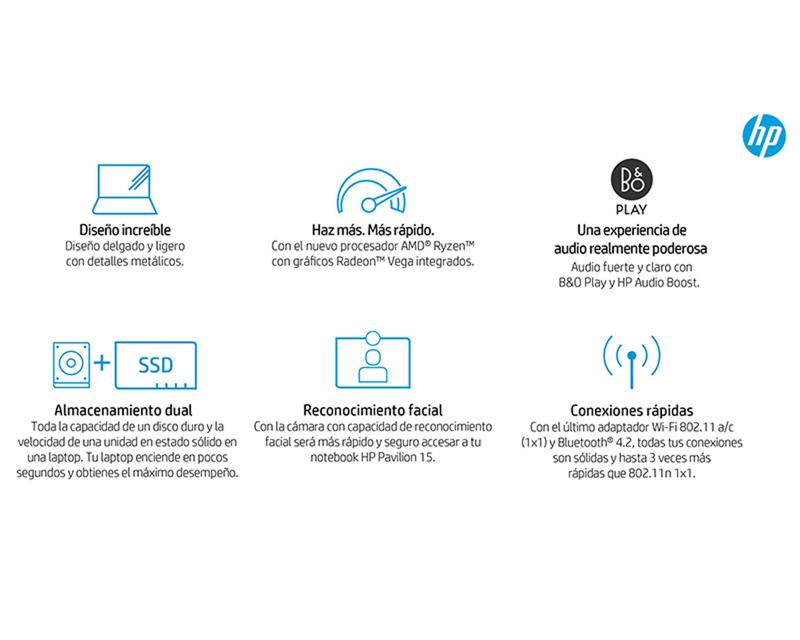 hp
Diseño increíble
Diseño delgado y ligero
con detalles metálicos.
Haz más. Más rápido.
Con el nuevo procesador AMD® Ryzen™
con gráficos Radeon™ Vega integrados.
B&O
PLAY
Una experiencia de
audio realmente poderosa
Audio fuerte y claro con
B&O Play y HP Audio Boost.
SSD
Almacenamiento dual
Toda la capacidad de un disco duro y la
velocidad de una unidad en estado sólido en
una laptop. Tu laptop enciende en pocos
segundos y obtienes el máximo desempeño.
Reconocimiento facial
Con la cámara con capacidad de reconocimiento
facial será más rápido y seguro accesar a tu
notebook HP Pavilion 15.
Conexiones rápidas
Con el último adaptador Wi-Fi 802.11 a/c
(1x1) y Bluetooth® 4.2, todas tus conexiones
son sólidas y hasta 3 veces más
rápidas que 802.11n 1x1.